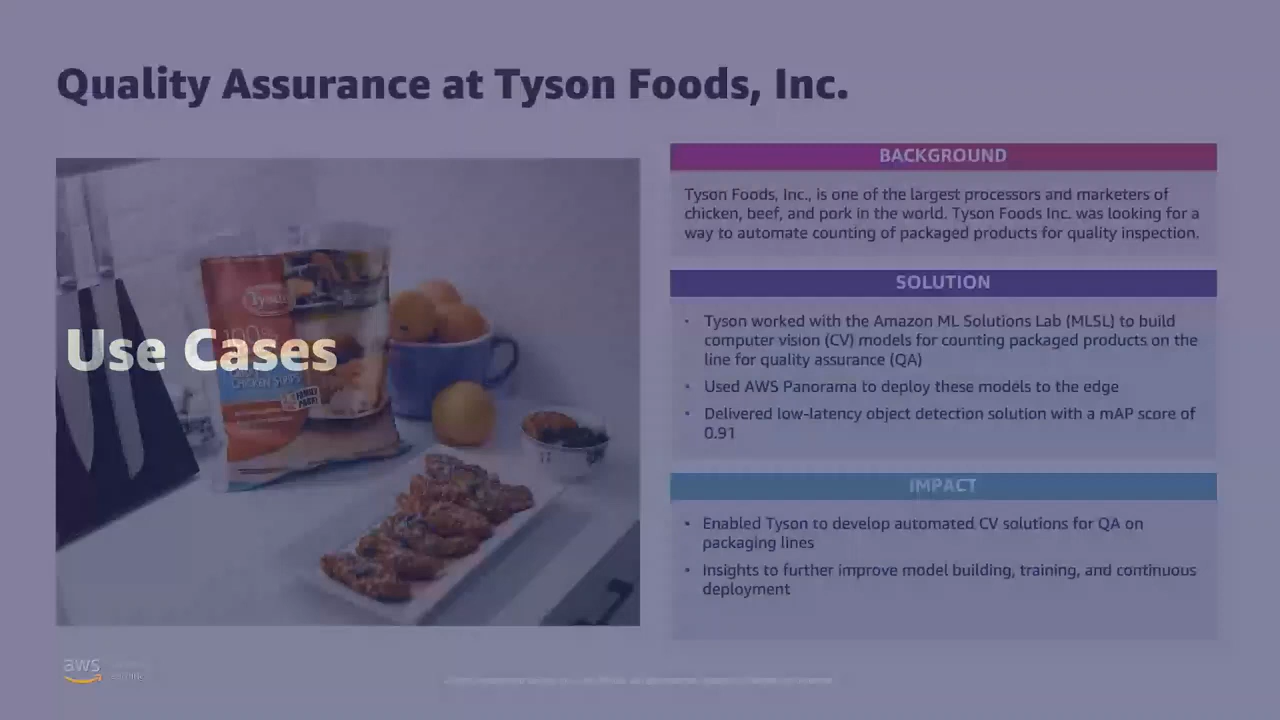 Quality Assurance at Tyson Foods, Inc.
BACKGROUND
Tyson Foods, Inc., is one of the largest processors and marketers of
chicken, beef, and pork in the world. Tyson Foods Inc. was looking for a
way to automate counting of packaged products for quality inspection.
SOLUTION
• Tyson worked with the Amazon ML Solutions Lab (MLSL) to build
computer vision (CV) models for counting packaged products on the
line for quality assurance (QA)
• Used AWS Panorama to deploy these models to the edge
• Delivered low-latency object detection solution with a mAP score of
0.91
IMPACT
• Enabled Tyson to develop automated CV solutions for QA on
packaging lines
• Insights to further improve model building, training, and continuous
deployment
Use Cases
Tyson
CHICKEN STRIPS
FAMILY
PACK!
aws